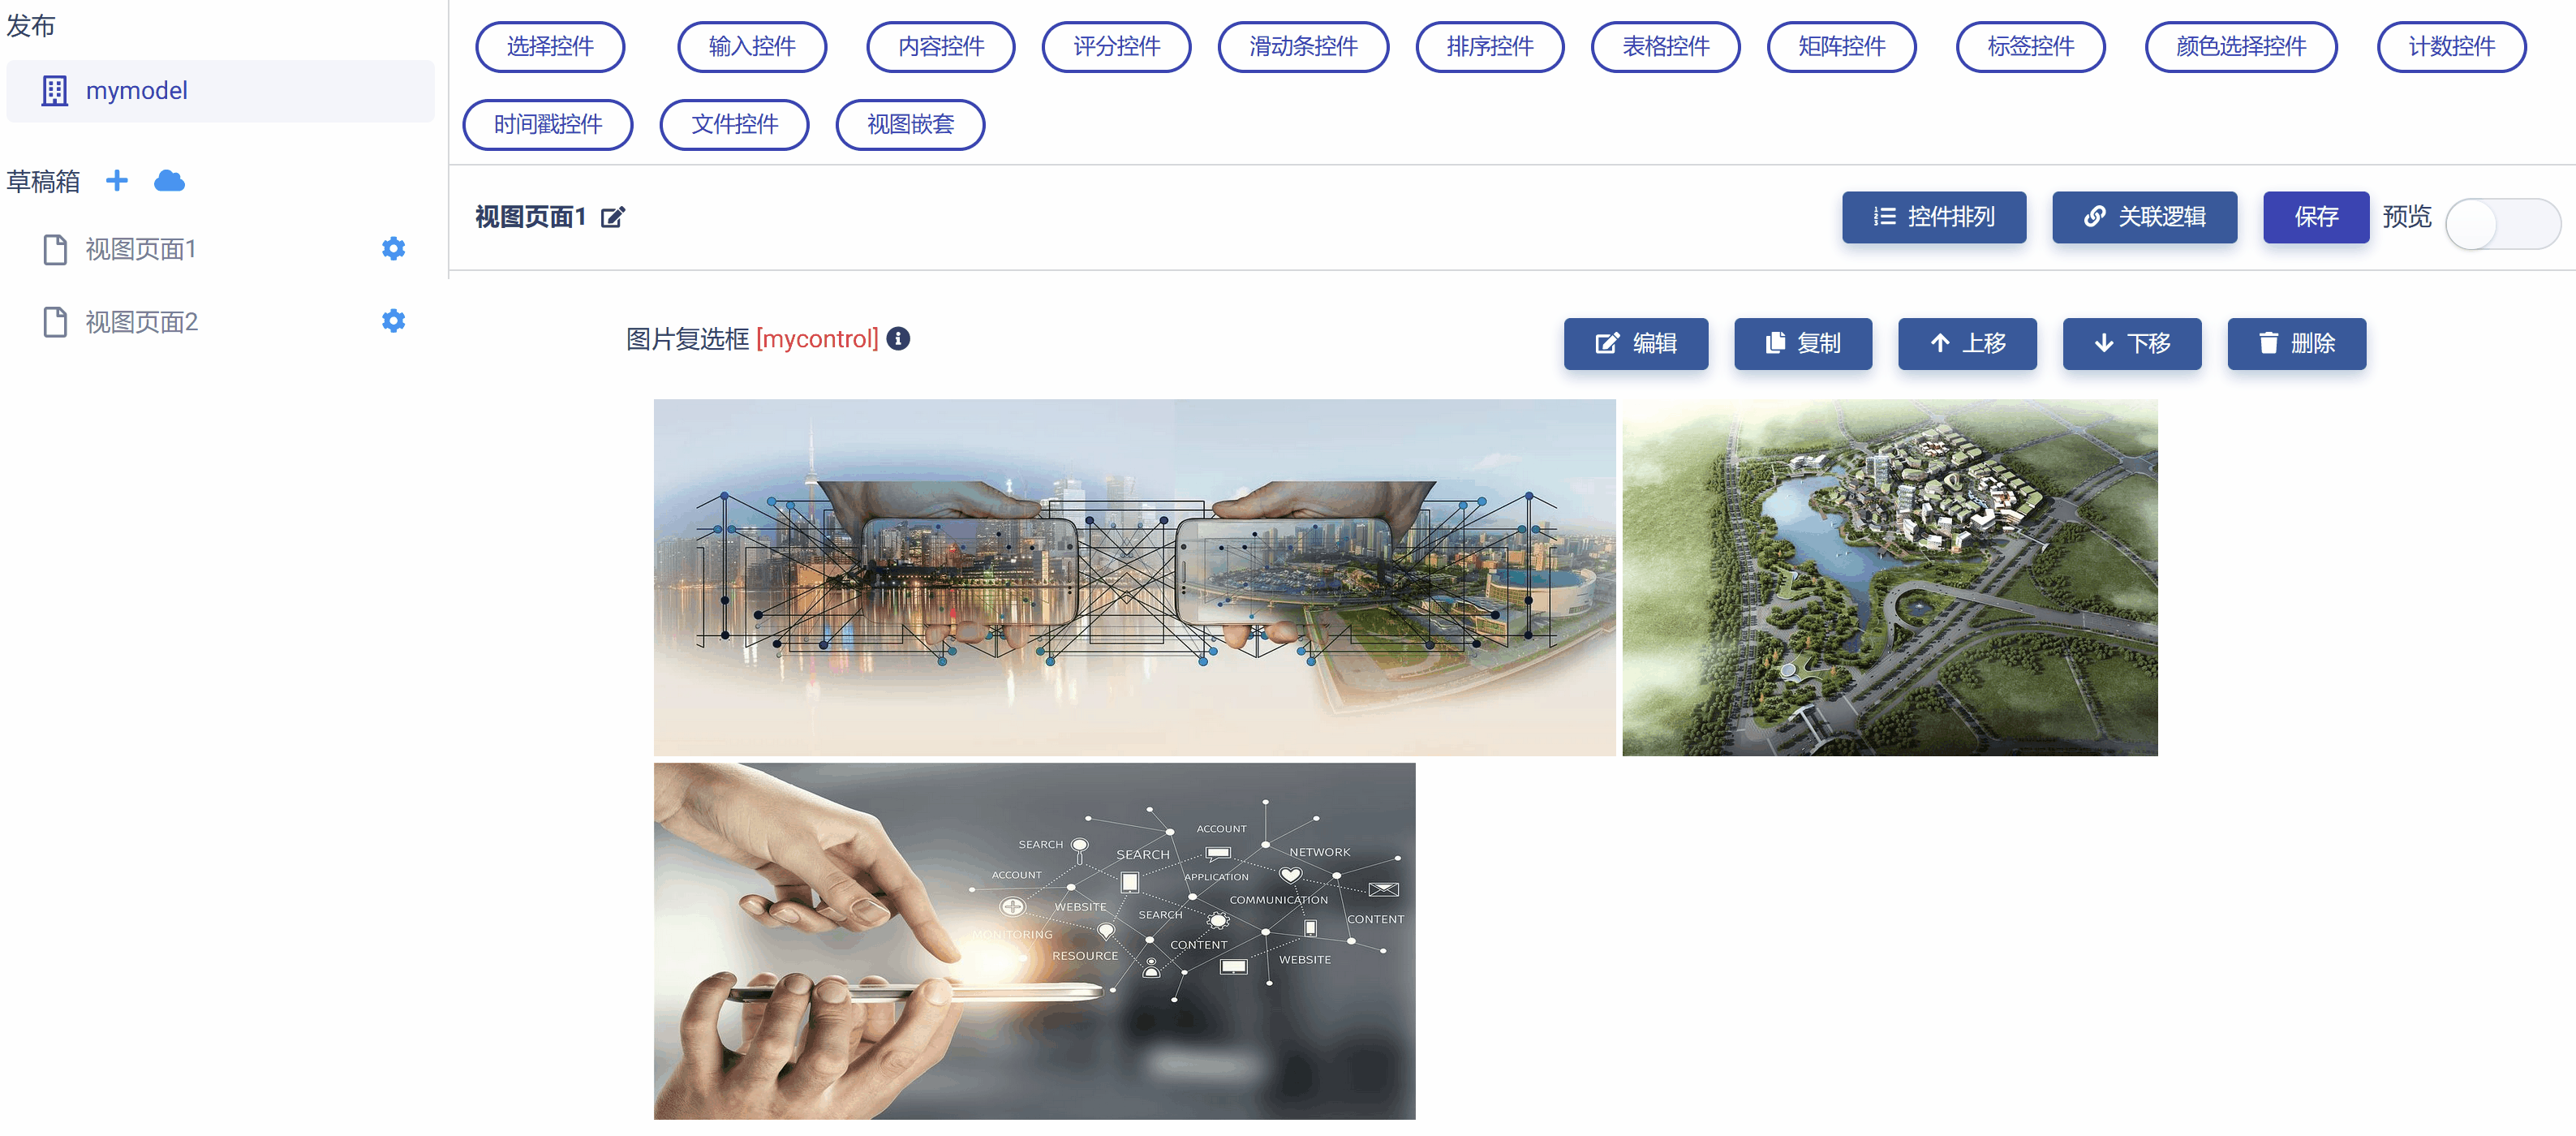 发布
mymodel
草稿箱
视图页面1
视图页面2
选择控件 输入控件 内容控件 评分控件 滑动条控件 排序控件 表格控件 矩阵控件 标签控件 颜色选择控件 计数控件
时间戳控件 文件控件 视图嵌套
视图页面1 控件排列 关联逻辑 保存 预览
图片复选框 [mycontrol] 编辑 复制 上移 下移 删除
ACCOUNT
SEARCH
SEARCH
NETWORK
ACCOUNT
APPLICATION
COMMUNICATION
WEBSITE
SEARCH
CONTENT
MONITORING
CONTENT
RESOURCE
WEBSITE